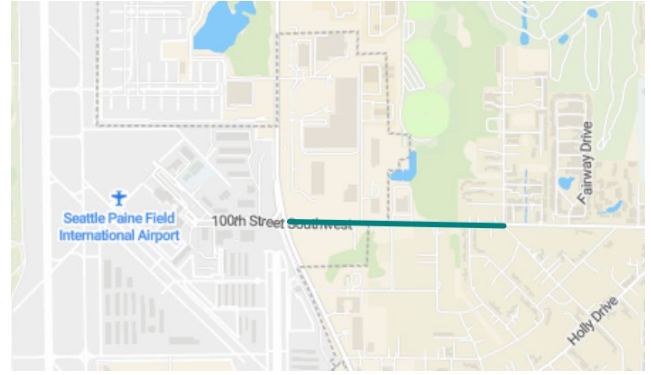 Fairway Drive
100th Street Southwest
Seattle Paine Field
International Airport
Holly Drive